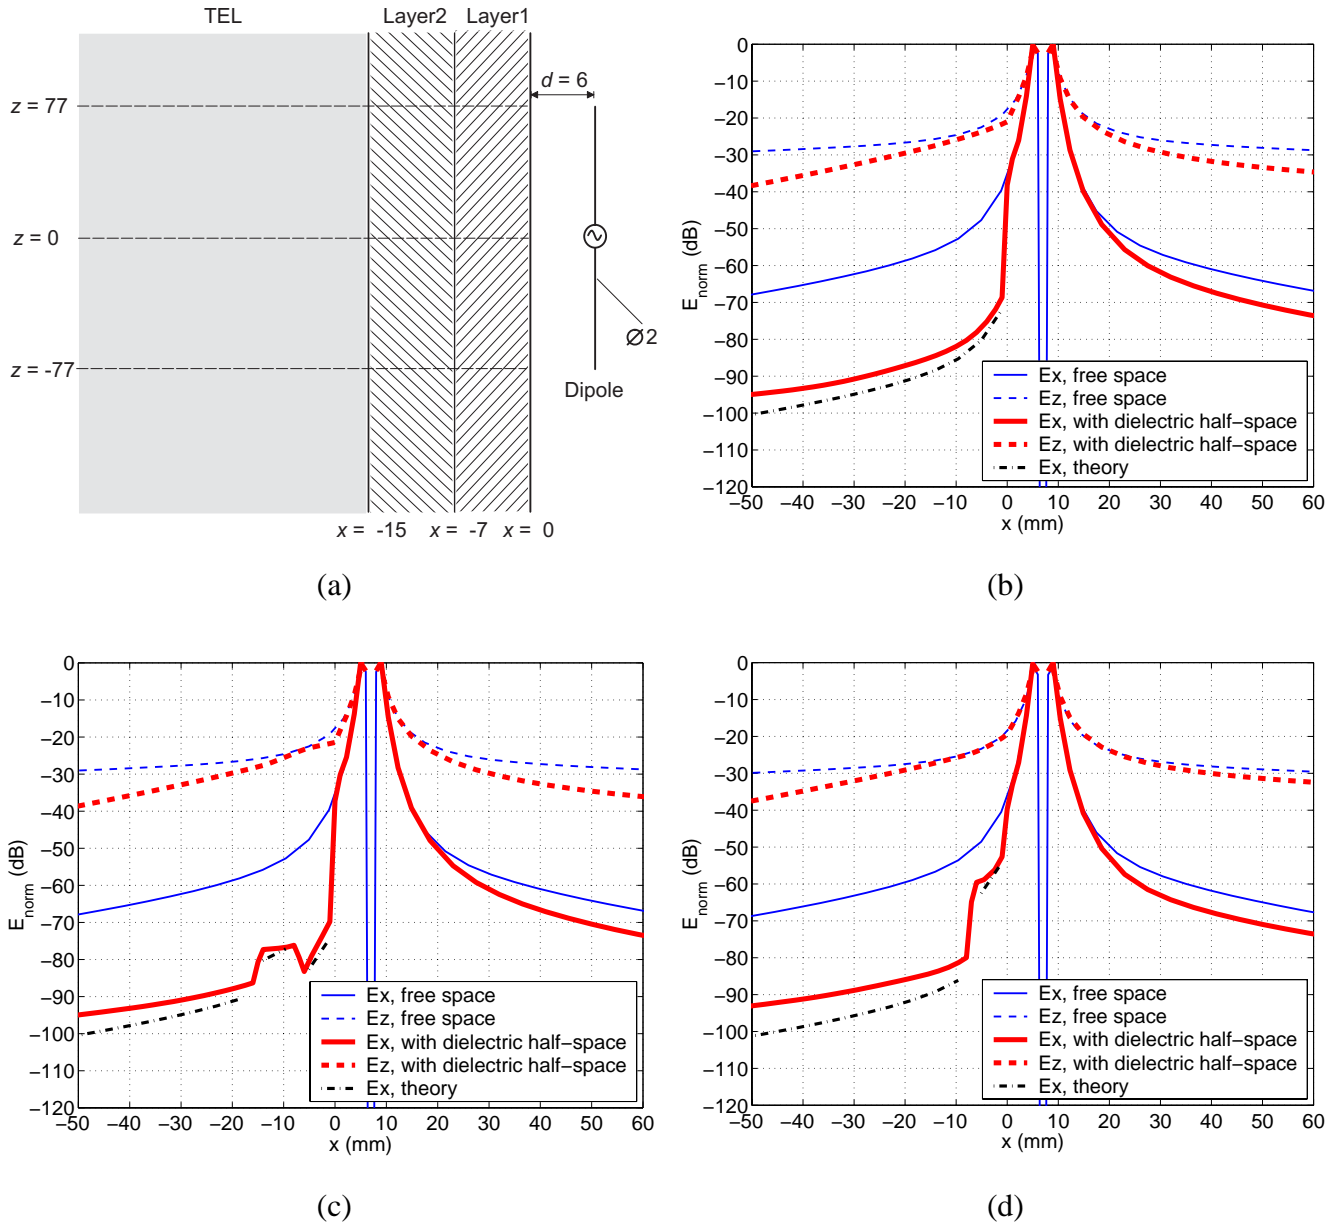 TEL
Layer2
Layer1
d = 6
z = 77
z = 0
z = -77
Ø2
Dipole
x = -15
x = -7
x = 0
(a)
E_norm (dB)
0
−10
−20
−30
−40
−50
−60
−70
−80
−90
−100
−110
−120
Ex, free space
Ez, free space
Ex, with dielectric half−space
Ez, with dielectric half−space
Ex, theory
−50 −40 −30 −20 −10 0 10 20 30 40 50 60
x (mm)
(b)
E_norm (dB)
0
−10
−20
−30
−40
−50
−60
−70
−80
−90
−100
−110
−120
Ex, free space
Ez, free space
Ex, with dielectric half−space
Ez, with dielectric half−space
Ex, theory
−50 −40 −30 −20 −10 0 10 20 30 40 50 60
x (mm)
(c)
E_norm (dB)
0
−10
−20
−30
−40
−50
−60
−70
−80
−90
−100
−110
−120
Ex, free space
Ez, free space
Ex, with dielectric half−space
Ez, with dielectric half−space
Ex, theory
−50 −40 −30 −20 −10 0 10 20 30 40 50 60
x (mm)
(d)